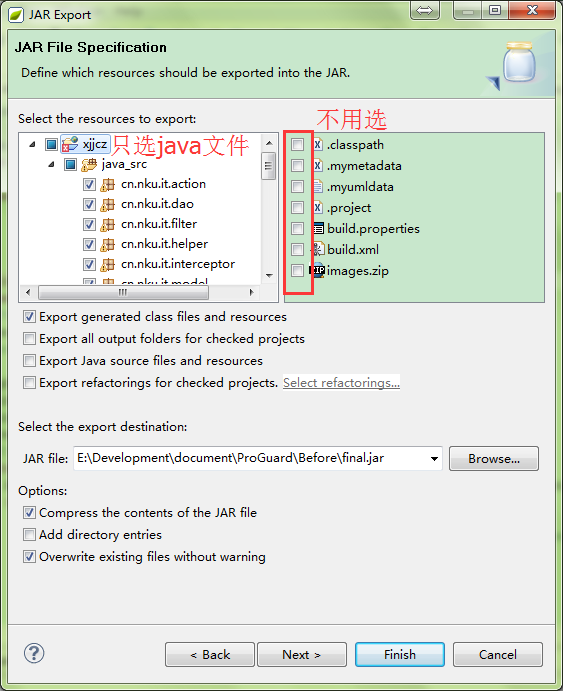 JAR Export
JAR File Specification
Define which resources should be exported into the JAR.
Select the resources to export:
不用选
xjjcz
只选java文件
java_src
cn.nku.it.action
cn.nku.it.dao
cn.nku.it.filter
cn.nku.it.helper
cn.nku.it.interceptor
cn.nku.it.model
.classpath
.mymetadata
.myumldata
.project
build.properties
build.xml
images.zip
Export generated class files and resources
Export all output folders for checked projects
Export Java source files and resources
Export refactorings for checked projects. Select refactorings...
Select the export destination:
JAR file: E:\Development\document\ProGuard\Before\final.jar Browse...
Options:
Compress the contents of the JAR file
Add directory entries
Overwrite existing files without warning
? < Back Next > Finish Cancel